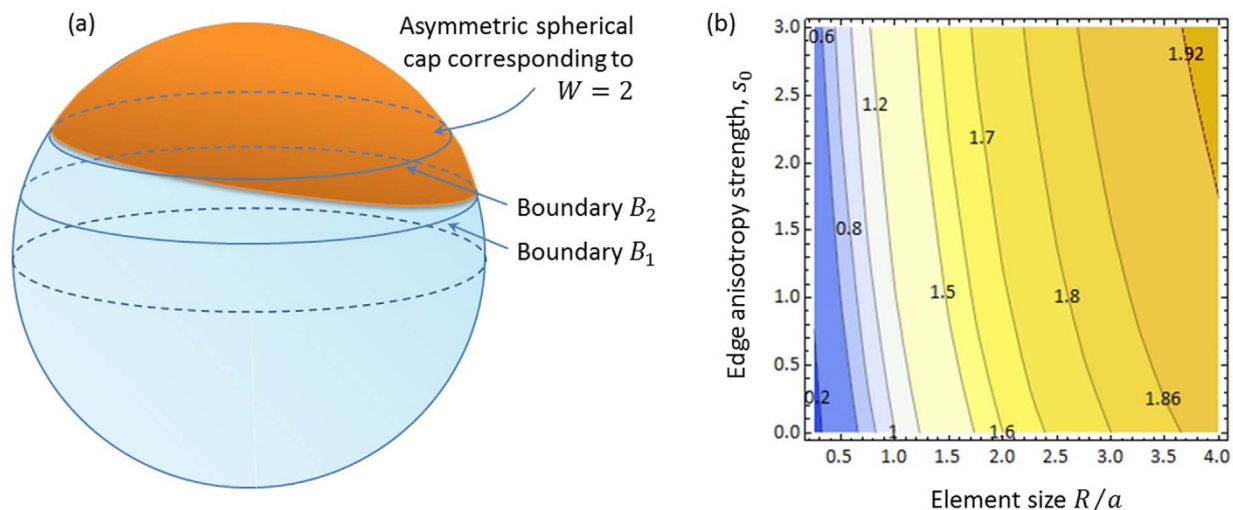 (a)
Asymmetric spherical
cap corresponding to
W = 2
Boundary B₂
Boundary B₁
(b)
Edge anisotropy strength, s₀
3.0
2.5
2.0
1.5
1.0
0.5
0.0
0.6
1.2
1.7
1.92
0.8
1.5
1.8
0.2
1
1.6
1.86
0.5 1.0 1.5 2.0 2.5 3.0 3.5 4.0
Element size R/a